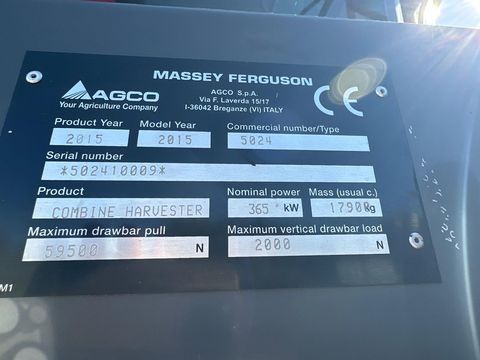 MASSEY FERGUSON
AGCO
Your Agriculture Company
AGCO S.p.A.
Via F. Laverda 15/17
I-36042 Breganze (VI) ITALY
CE
Product Year Model Year Commercial number/Type
2015 2015 5024
Serial number
*502410009*
Product Nominal power Mass (usual c.)
COMBINE HARVESTER 365 kW 17900kg
Maximum drawbar pull Maximum vertical drawbar load
59500 N 2000 N
M1